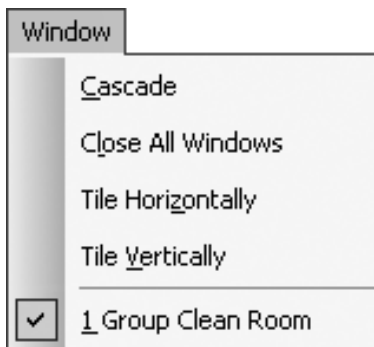 Window
Cascade
Close All Windows
Tile Horizontally
Tile Vertically
1 Group Clean Room